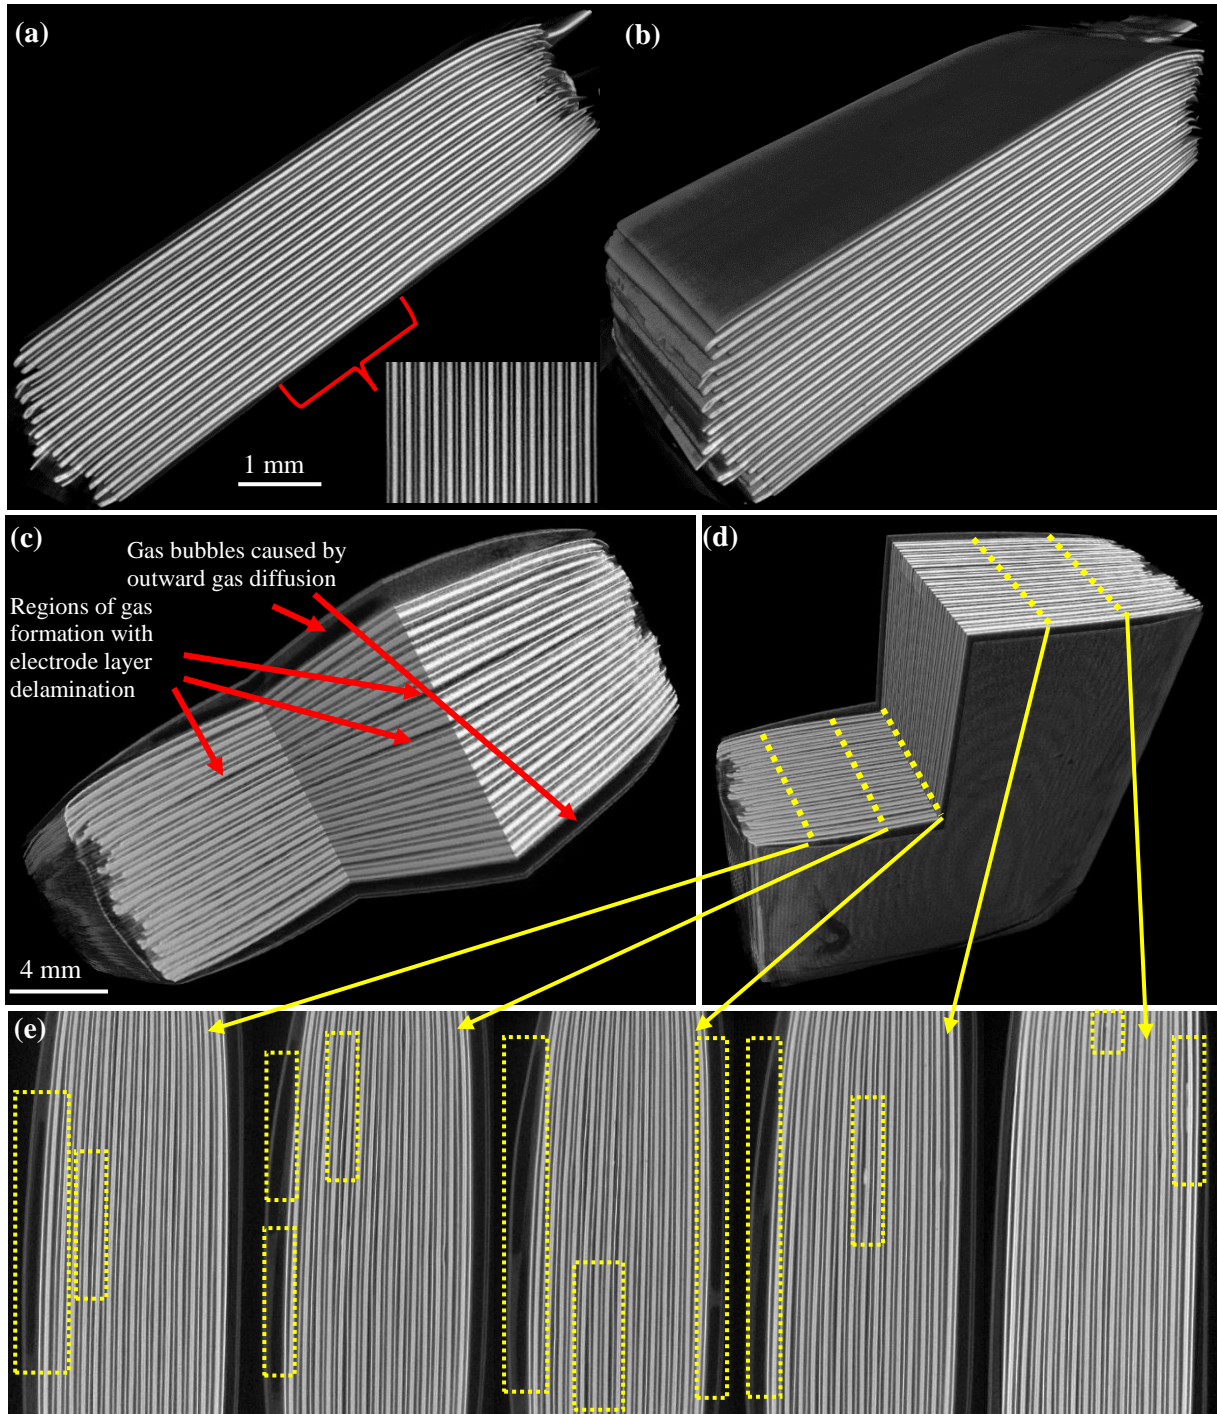 (a)
(b)
1 mm
(c)
Gas bubbles caused by
outward gas diffusion
Regions of gas
formation with
electrode layer
delamination
4 mm
(d)
(e)